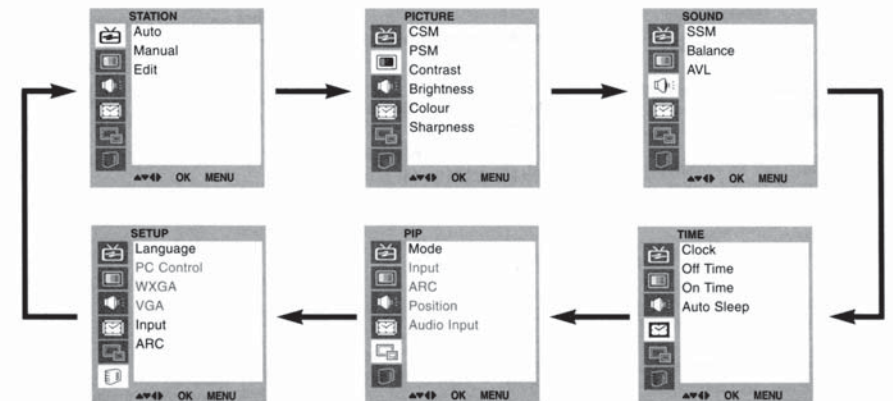 STATION
Auto
Manual
Edit
OK MENU
PICTURE
CSM
PSM
Contrast
Brightness
Colour
Sharpness
OK MENU
SOUND
SSM
Balance
AVL
OK MENU
TIME
Clock
Off Time
On Time
Auto Sleep
OK MENU
PIP
Mode
Input
ARC
Position
Audio Input
OK MENU
SETUP
Language
PC Control
WXGA
VGA
Input
ARC
OK MENU